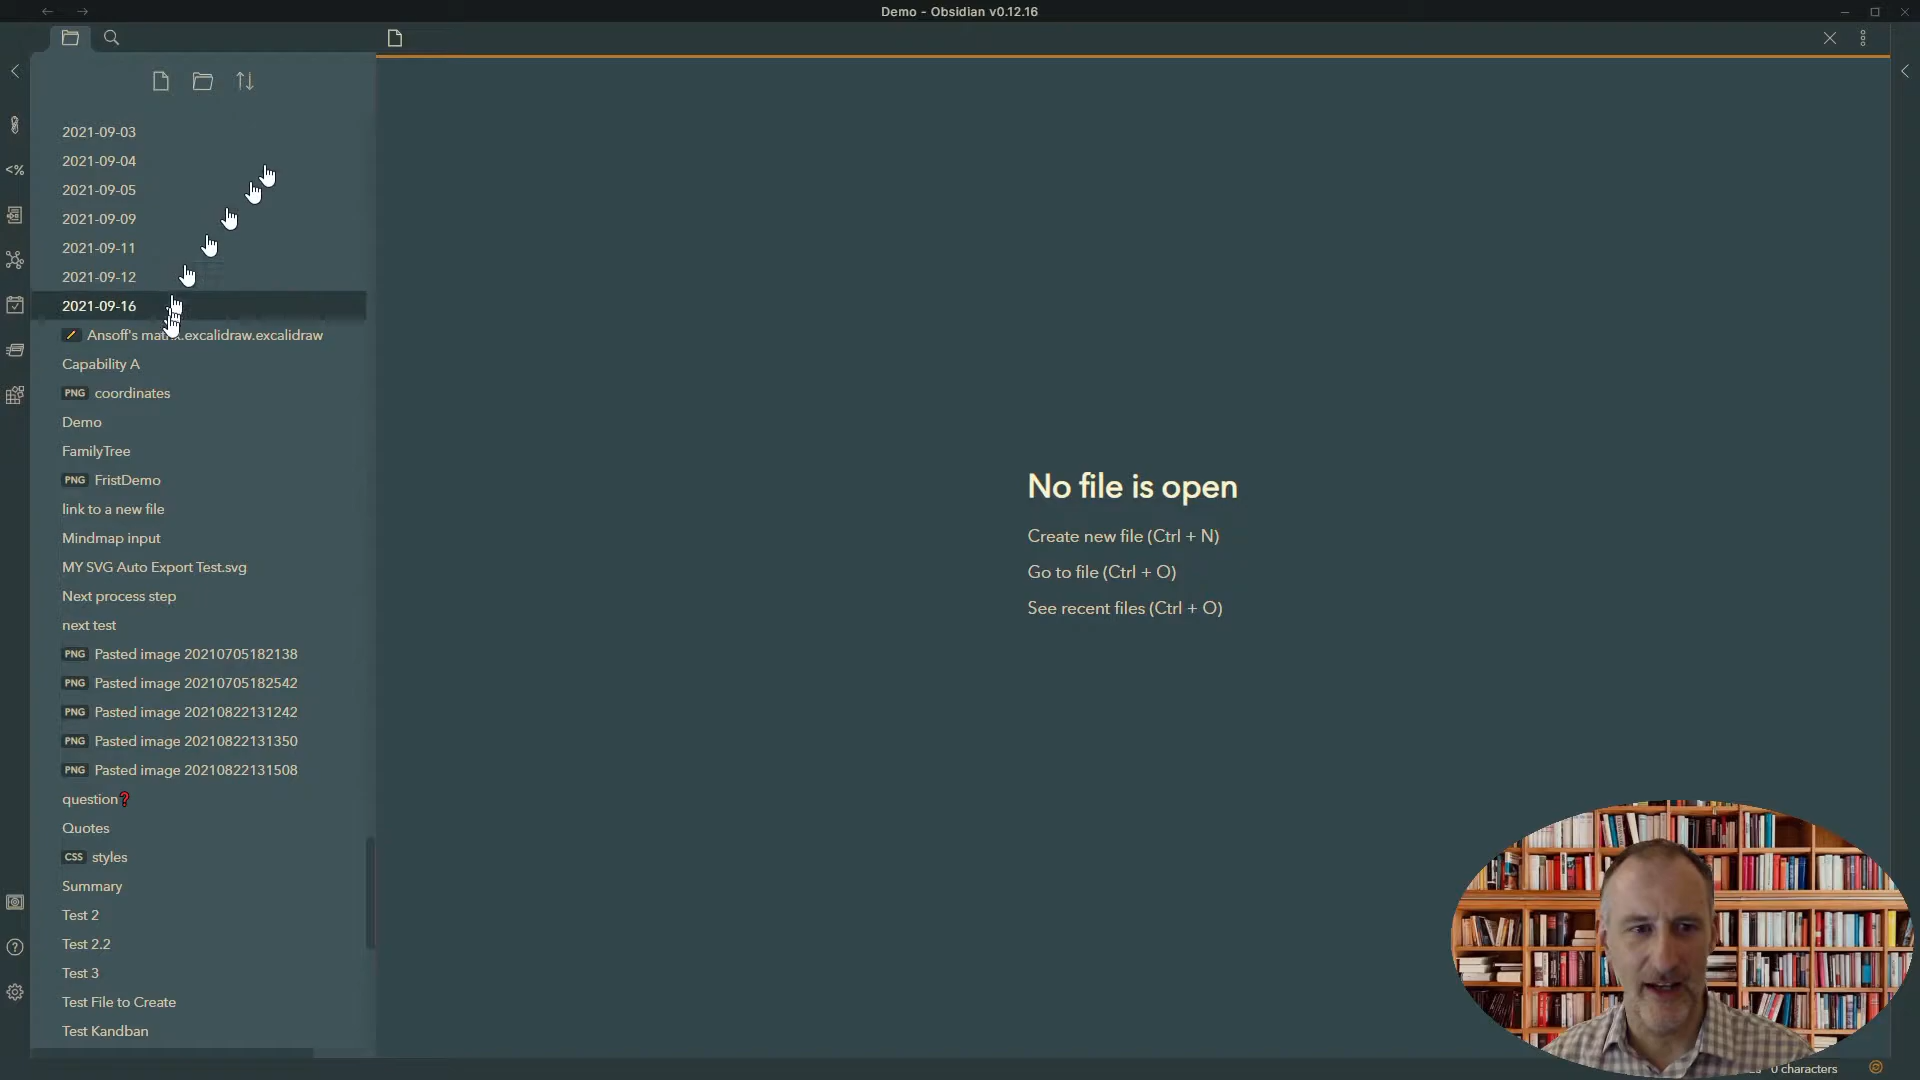 Demo - Obsidian v0.12.16
<%
2021-09-03
2021-09-04
2021-09-05
2021-09-09
2021-09-11
2021-09-12
2021-09-16
Ansoff's matrix.excalidraw.excalidraw
Capability A
PNG coordinates
Demo
FamilyTree
PNG FristDemo
link to a new file
Mindmap input
MY SVG Auto Export Test.svg
Next process step
next test
PNG Pasted image 20210705182138
PNG Pasted image 20210705182542
PNG Pasted image 20210822131242
PNG Pasted image 20210822131350
PNG Pasted image 20210822131508
question❓
Quotes
CSS styles
Summary
Test 2
Test 2.2
Test 3
Test File to Create
Test Kandban
No file is open
Create new file (Ctrl + N)
Go to file (Ctrl + O)
See recent files (Ctrl + O)
0 characters